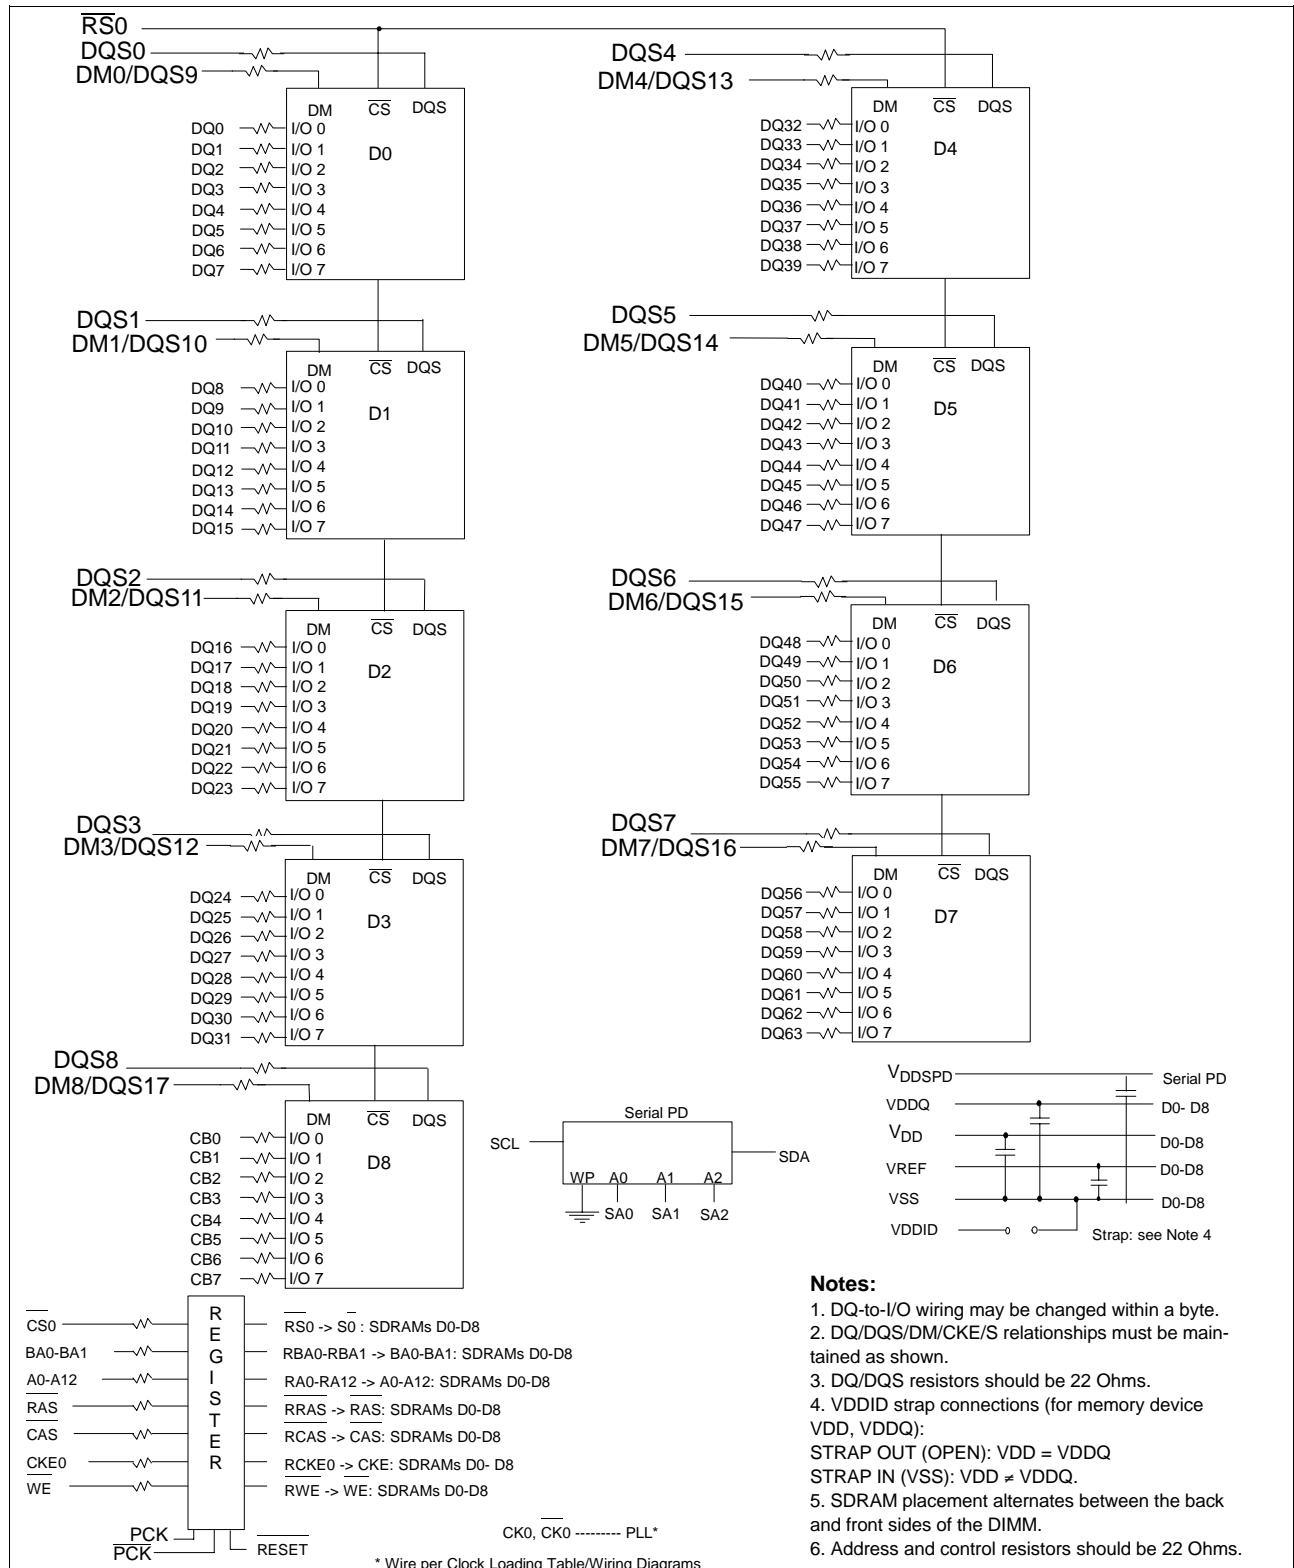 RS0
DQS0
DM0/DQS9
DM CS DQS
D0
DQ0 I/O 0
DQ1 I/O 1
DQ2 I/O 2
DQ3 I/O 3
DQ4 I/O 4
DQ5 I/O 5
DQ6 I/O 6
DQ7 I/O 7
DQS1
DM1/DQS10
DM CS DQS
D1
DQ8 I/O 0
DQ9 I/O 1
DQ10 I/O 2
DQ11 I/O 3
DQ12 I/O 4
DQ13 I/O 5
DQ14 I/O 6
DQ15 I/O 7
DQS2
DM2/DQS11
DM CS DQS
D2
DQ16 I/O 0
DQ17 I/O 1
DQ18 I/O 2
DQ19 I/O 3
DQ20 I/O 4
DQ21 I/O 5
DQ22 I/O 6
DQ23 I/O 7
DQS3
DM3/DQS12
DM CS DQS
D3
DQ24 I/O 0
DQ25 I/O 1
DQ26 I/O 2
DQ27 I/O 3
DQ28 I/O 4
DQ29 I/O 5
DQ30 I/O 6
DQ31 I/O 7
DQS8
DM8/DQS17
DM CS DQS
D8
CB0 I/O 0
CB1 I/O 1
CB2 I/O 2
CB3 I/O 3
CB4 I/O 4
CB5 I/O 5
CB6 I/O 6
CB7 I/O 7
DQS4
DM4/DQS13
DM CS DQS
D4
DQ32 I/O 0
DQ33 I/O 1
DQ34 I/O 2
DQ35 I/O 3
DQ36 I/O 4
DQ37 I/O 5
DQ38 I/O 6
DQ39 I/O 7
DQS5
DM5/DQS14
DM CS DQS
D5
DQ40 I/O 0
DQ41 I/O 1
DQ42 I/O 2
DQ43 I/O 3
DQ44 I/O 4
DQ45 I/O 5
DQ46 I/O 6
DQ47 I/O 7
DQS6
DM6/DQS15
DM CS DQS
D6
DQ48 I/O 0
DQ49 I/O 1
DQ50 I/O 2
DQ51 I/O 3
DQ52 I/O 4
DQ53 I/O 5
DQ54 I/O 6
DQ55 I/O 7
DQS7
DM7/DQS16
DM CS DQS
D7
DQ56 I/O 0
DQ57 I/O 1
DQ58 I/O 2
DQ59 I/O 3
DQ60 I/O 4
DQ61 I/O 5
DQ62 I/O 6
DQ63 I/O 7
Serial PD
SCL
SDA
WP A0 A1 A2
SA0 SA1 SA2
VDDSPD Serial PD
VDDQ D0- D8
VDD D0-D8
VREF D0-D8
VSS D0-D8
VDDID Strap: see Note 4
REGISTER
CS0 RS0 -> S0 : SDRAMs D0-D8
BA0-BA1 RBA0-RBA1 -> BA0-BA1: SDRAMs D0-D8
A0-A12 RA0-RA12 -> A0-A12: SDRAMs D0-D8
RAS RRAS -> RAS: SDRAMs D0-D8
CAS RCAS -> CAS: SDRAMs D0-D8
CKE0 RCKE0 -> CKE: SDRAMs D0- D8
WE RWE -> WE: SDRAMs D0-D8
PCK
PCK
RESET
CK0, CK0 --------- PLL*
* Wire per Clock Loading Table/Wiring Diagrams
Notes:
1. DQ-to-I/O wiring may be changed within a byte.
2. DQ/DQS/DM/CKE/S relationships must be main-
tained as shown.
3. DQ/DQS resistors should be 22 Ohms.
4. VDDID strap connections (for memory device
VDD, VDDQ):
STRAP OUT (OPEN): VDD = VDDQ
STRAP IN (VSS): VDD ≠ VDDQ.
5. SDRAM placement alternates between the back
and front sides of the DIMM.
6. Address and control resistors should be 22 Ohms.